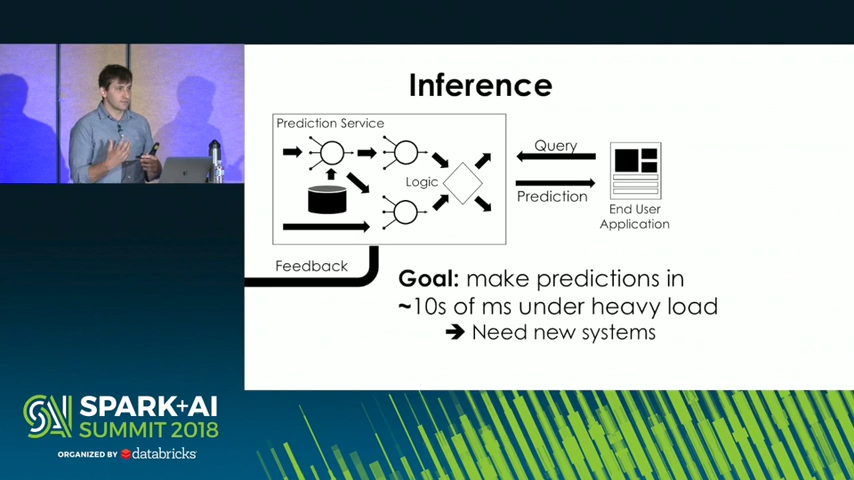 Inference
Prediction Service
Logic
Query
Prediction
End User
Application
Feedback
Goal: make predictions in
~10s of ms under heavy load
➔ Need new systems
SPARK+AI
SUMMIT 2018
ORGANIZED BY databricks